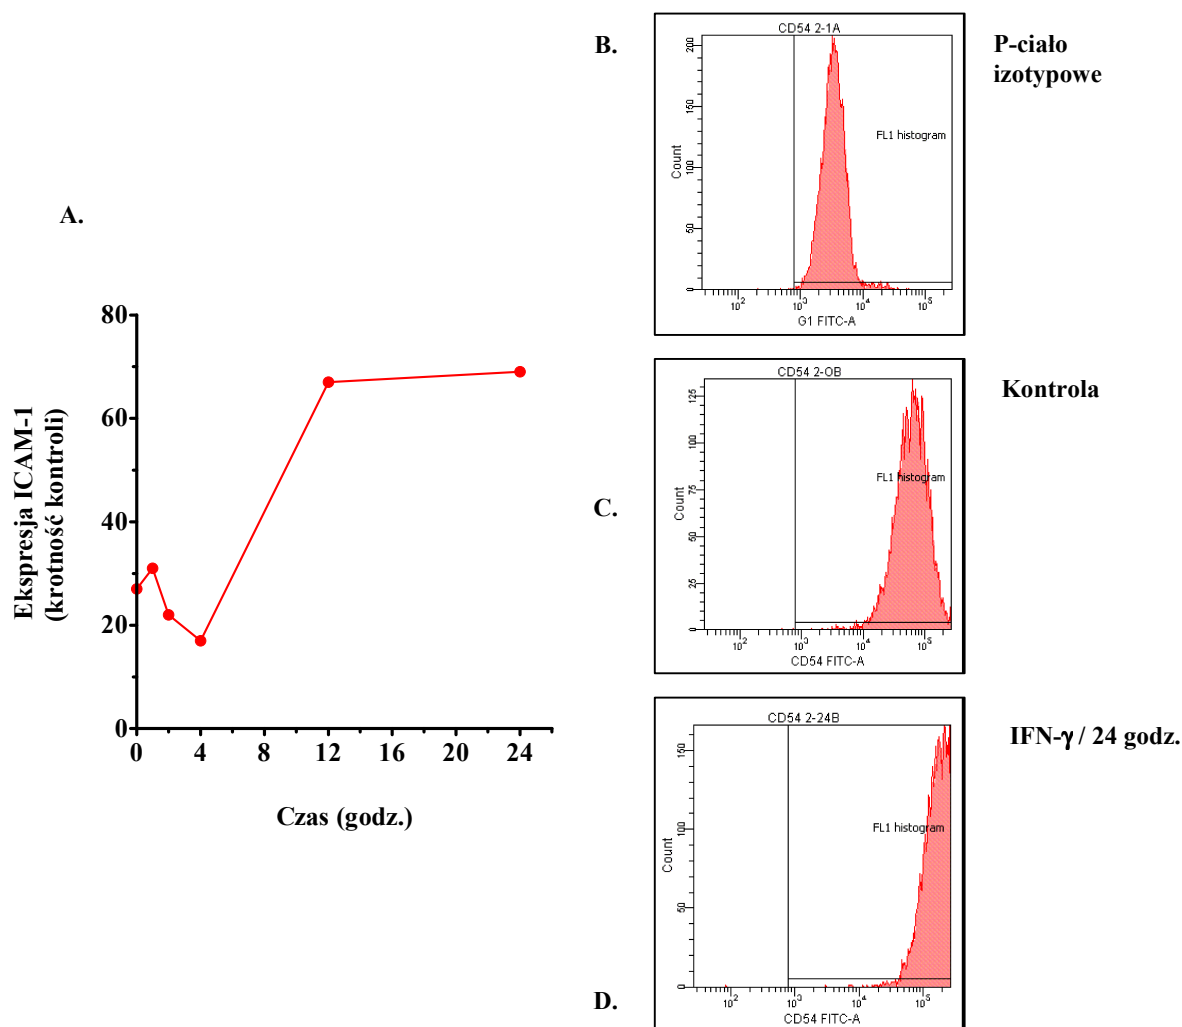 A.
Ekspresja ICAM-1
(krotność kontroli)
80
60
40
20
0
0
4
8
12
16
20
24
Czas (godz.)
B.
CD54 2-1A
Count
200
150
100
50
0
FL1 histogram
10²
10³
10⁴
10⁵
G1 FITC-A
P-ciało
izotypowe
C.
CD54 2-0B
Count
125
100
75
50
25
0
FL1 histogram
10²
10³
10⁴
10⁵
CD54 FITC-A
Kontrola
D.
CD54 2-24B
Count
150
100
50
0
FL1 histogram
10²
10³
10⁴
10⁵
CD54 FITC-A
IFN-γ / 24 godz.